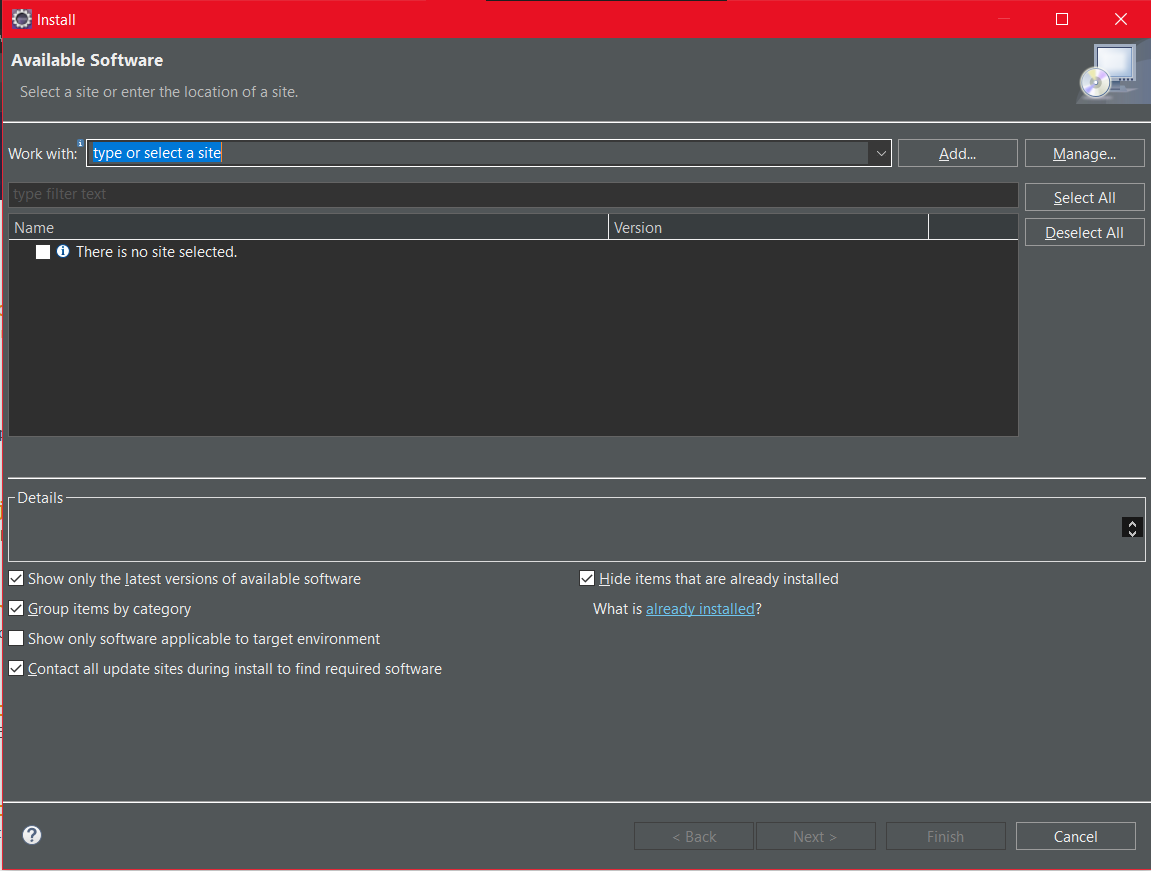 Install
Available Software
Select a site or enter the location of a site.
Work with: type or select a site Add... Manage...
type filter text Select All
Name Version
Deselect All
There is no site selected.
Details
Show only the latest versions of available software Hide items that are already installed
Group items by category What is already installed?
Show only software applicable to target environment
Contact all update sites during install to find required software
? < Back Next > Finish Cancel